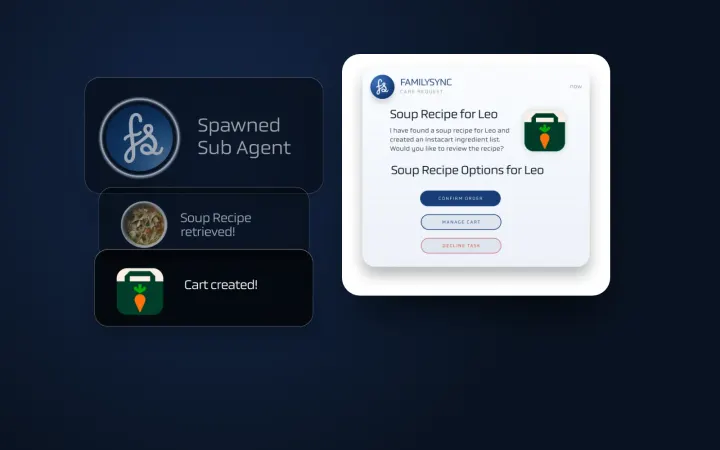 fs
Spawned
Sub Agent
Soup Recipe
retrieved!
Cart created!
fs
FAMILYSYNC
CARE REQUEST
now
Soup Recipe for Leo
I have found a soup recipe for Leo and
created an instacart ingredient list.
Would you like to review the recipe?
Soup Recipe Options for Leo
CONFIRM ORDER
MANAGE CART
DECLINE TASK